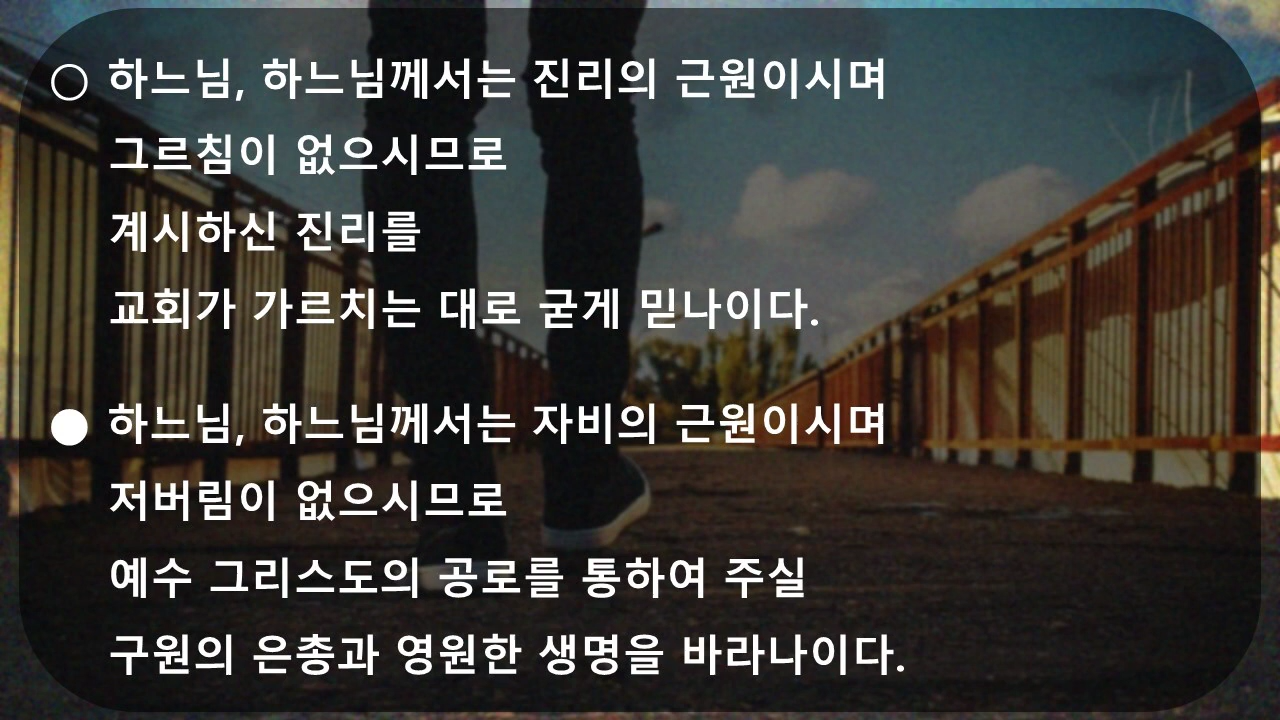 ○ 하느님, 하느님께서는 진리의 근원이시며
그르침이 없으시므로
계시하신 진리를
교회가 가르치는 대로 굳게 믿나이다.
● 하느님, 하느님께서는 자비의 근원이시며
저버림이 없으시므로
예수 그리스도의 공로를 통하여 주실
구원의 은총과 영원한 생명을 바라나이다.